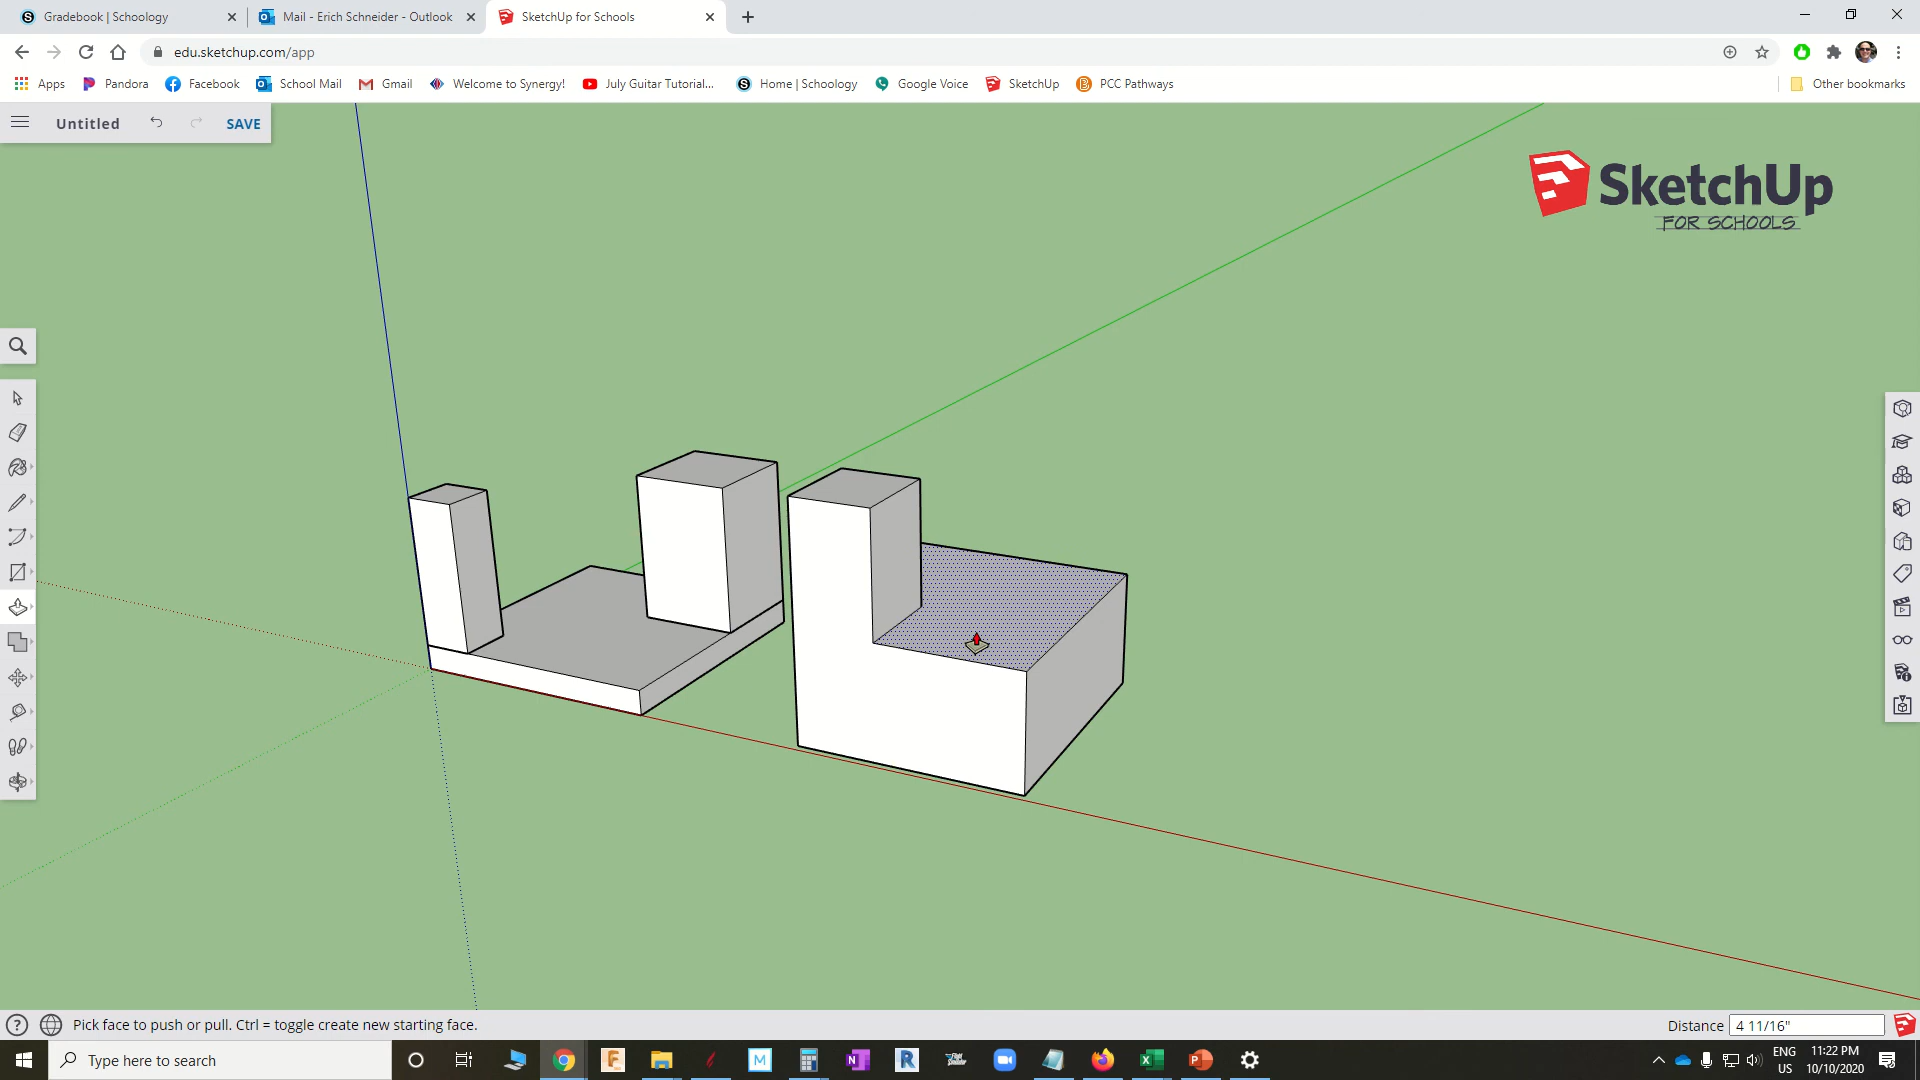 Gradebook | Schoology
Mail - Erich Schneider - Outlook
SketchUp for Schools
edu.sketchup.com/app
Apps
Pandora
Facebook
School Mail
Gmail
Welcome to Synergy!
July Guitar Tutorial...
Home | Schoology
Google Voice
SketchUp
PCC Pathways
Other bookmarks
Untitled
SAVE
SketchUp
FOR SCHOOLS
Pick face to push or pull. Ctrl = toggle create new starting face.
Distance 4 11/16"
Type here to search
ENG
US
11:22 PM
10/10/2020